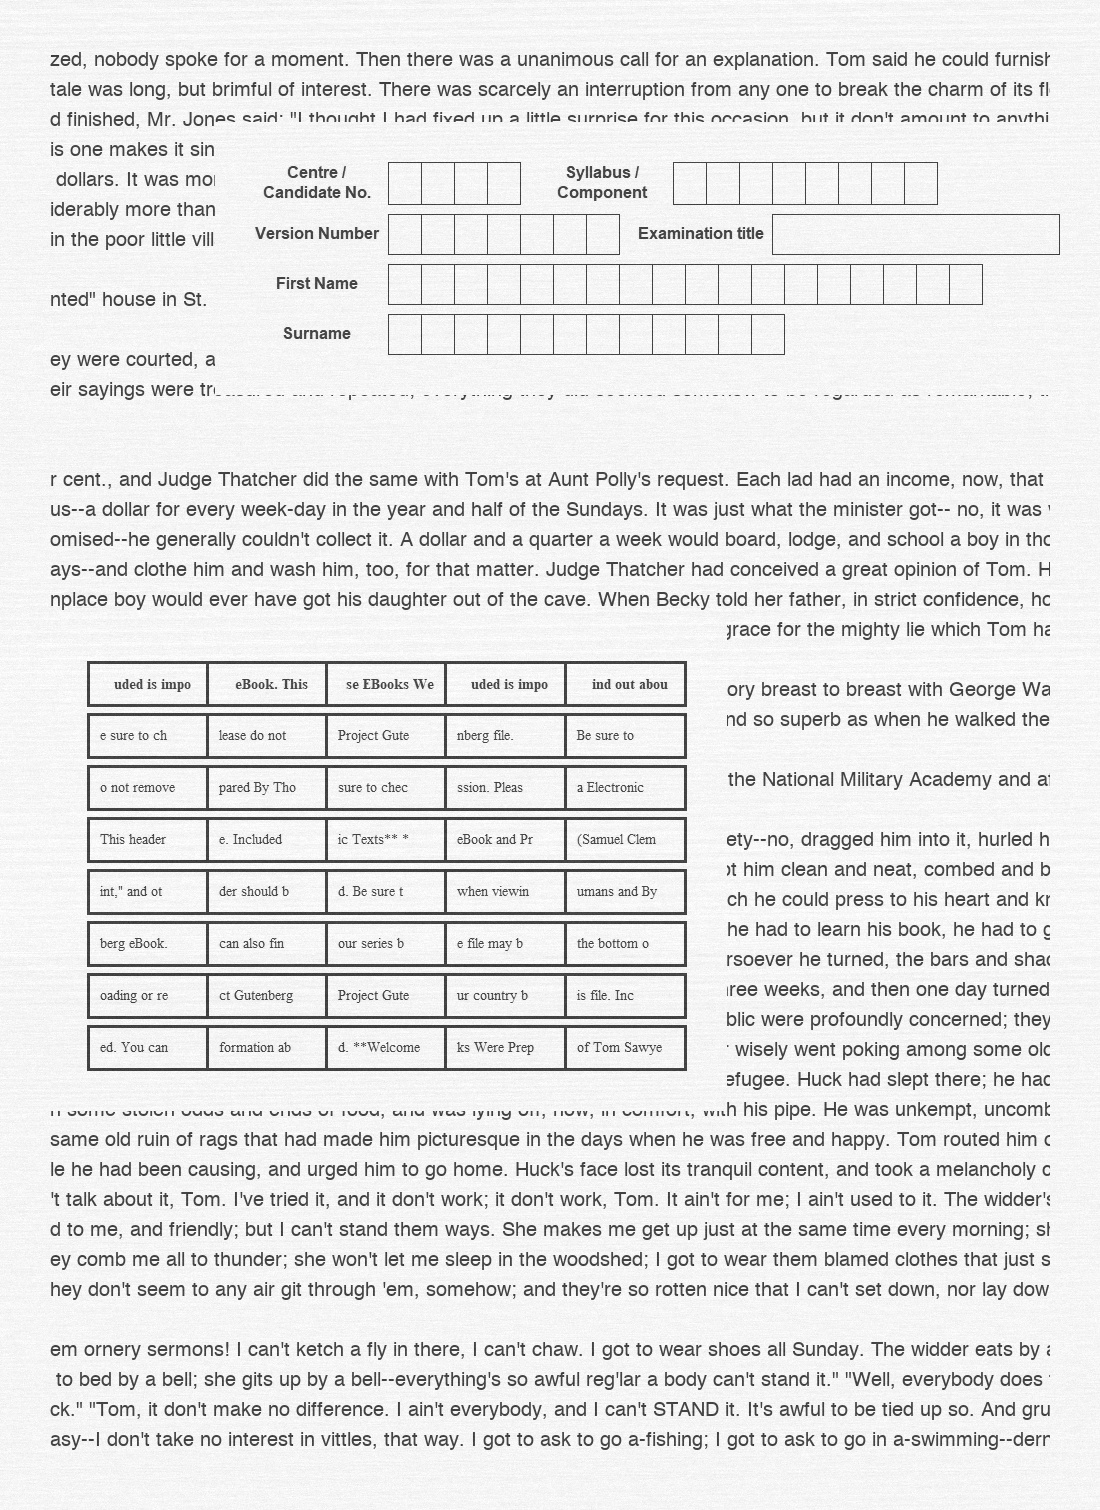 zed, nobody spoke for a moment. Then there was a unanimous call for an explanation. Tom said he could furnish
tale was long, but brimful of interest. There was scarcely an interruption from any one to break the charm of its
d finished, Mr. Jones said: "I thought I had fixed up a little surprise for this occasion, but it don't amount to anythi
is one makes it sin
dollars. It was mo
iderably more than
in the poor little vill
nted" house in St.
ey were courted, a
eir sayings were treasured and repeated; everything they did seemed somehow to be regarded as remarkable;
Centre /
Candidate No.
Syllabus /
Component
Version Number
Examination title
First Name
Surname
r cent., and Judge Thatcher did the same with Tom's at Aunt Polly's request. Each lad had an income, now, that
us--a dollar for every week-day in the year and half of the Sundays. It was just what the minister got-- no, it was
omised--he generally couldn't collect it. A dollar and a quarter a week would board, lodge, and school a boy in tho
ays--and clothe him and wash him, too, for that matter. Judge Thatcher had conceived a great opinion of Tom. H
nplace boy would ever have got his daughter out of the cave. When Becky told her father, in strict confidence, ho
grace for the mighty lie which Tom ha
ory breast to breast with George Wa
nd so superb as when he walked the
the National Military Academy and a
ety--no, dragged him into it, hurled h
ot him clean and neat, combed and b
ch he could press to his heart and kn
he had to learn his book, he had to g
rsoever he turned, the bars and shac
ree weeks, and then one day turned
blic were profoundly concerned; they
wisely went poking among some old
efugee. Huck had slept there; he had
uded is impo eBook. This se EBooks We uded is impo ind out abou
e sure to ch lease do not Project Gute nberg file. Be sure to
o not remove pared By Tho sure to chec ssion. Pleas a Electronic
This header e. Included ic Texts** * eBook and Pr (Samuel Clem
int," and ot der should b d. Be sure t when viewin umans and By
berg eBook. can also fin our series b e file may b the bottom o
oading or re ct Gutenberg Project Gute ur country b is file. Inc
ed. You can formation ab d. **Welcome ks Were Prep of Tom Sawye
n some stolen odds and ends of food, and was lying off, now, in comfort, with his pipe. He was unkempt, uncomb
same old ruin of rags that had made him picturesque in the days when he was free and happy. Tom routed him o
le he had been causing, and urged him to go home. Huck's face lost its tranquil content, and took a melancholy c
't talk about it, Tom. I've tried it, and it don't work; it don't work, Tom. It ain't for me; I ain't used to it. The widder's
d to me, and friendly; but I can't stand them ways. She makes me get up just at the same time every morning; sh
ey comb me all to thunder; she won't let me sleep in the woodshed; I got to wear them blamed clothes that just s
hey don't seem to any air git through 'em, somehow; and they're so rotten nice that I can't set down, nor lay dow
em ornery sermons! I can't ketch a fly in there, I can't chaw. I got to wear shoes all Sunday. The widder eats by a
to bed by a bell; she gits up by a bell--everything's so awful reg'lar a body can't stand it." "Well, everybody does
ck." "Tom, it don't make no difference. I ain't everybody, and I can't STAND it. It's awful to be tied up so. And gru
asy--I don't take no interest in vittles, that way. I got to ask to go a-fishing; I got to ask to go in a-swimming--dern